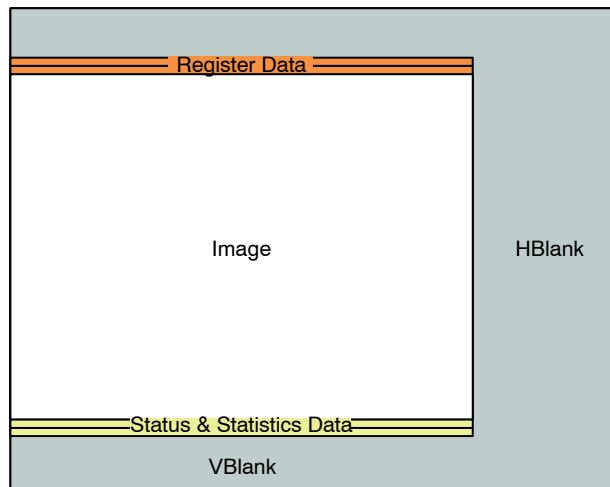 Register Data
Image
HBlank
Status & Statistics Data
VBlank